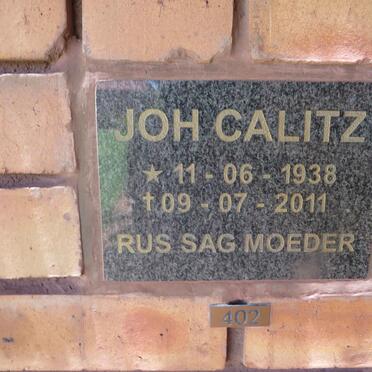 JOH CALITZ
★ 11 - 06 - 1938
† 09 - 07 - 2011
RUS SAG MOEDER
402